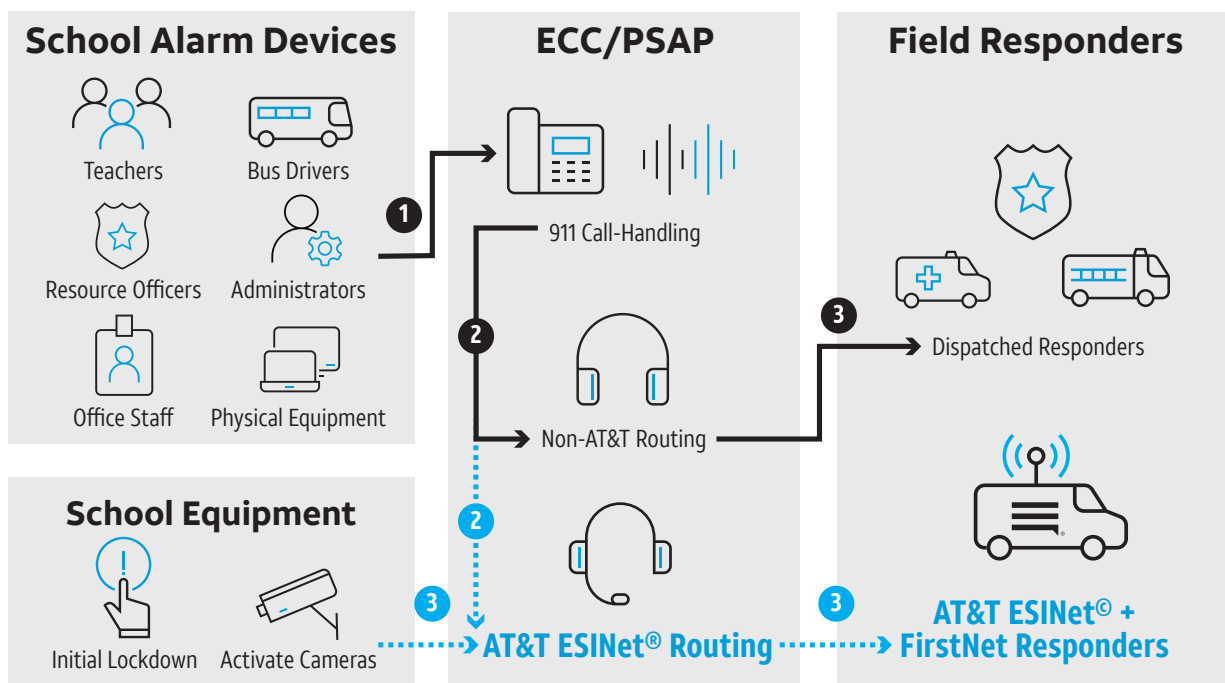 School Alarm Devices
Teachers
Bus Drivers
Resource Officers
Administrators
Office Staff
Physical Equipment
School Equipment
!
Initial Lockdown
Activate Cameras
1
3
ECC/PSAP
911 Call-Handling
2
Non-AT&T Routing
2
AT&T ESINet® Routing
3
3
Field Responders
Dispatched Responders
AT&T ESINet© +
FirstNet Responders